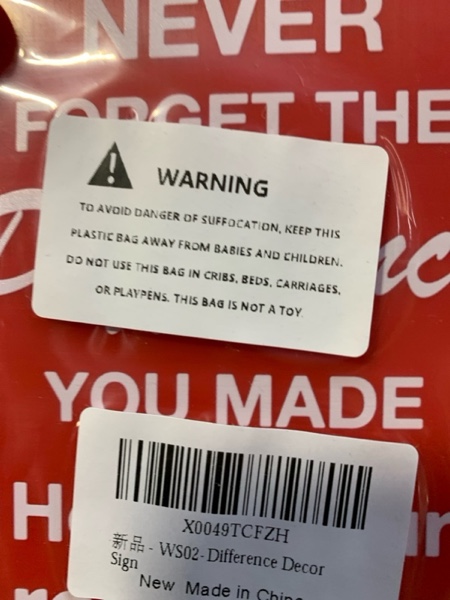 NEVER
FORGET THE
WARNING
TO AVOID DANGER OF SUFFOCATION, KEEP THIS
PLASTIC BAG AWAY FROM BABIES AND CHILDREN.
DO NOT USE THIS BAG IN CRIBS, BEDS, CARRIAGES,
OR PLAYPENS. THIS BAG IS NOT A TOY.
YOU MADE
X0049TCFZH
新品 - WS02-Difference Decor
Sign
New Made in China